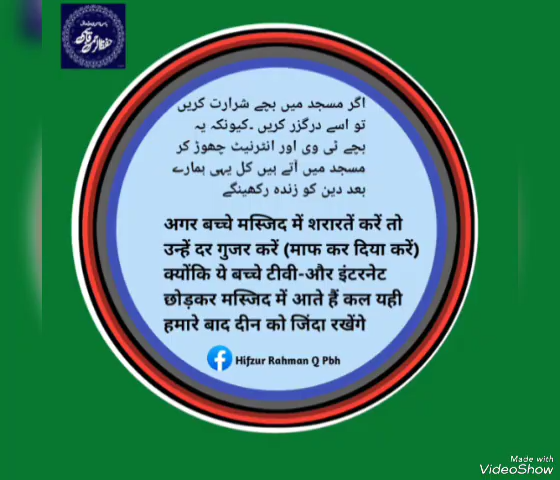 اگر مسجد میں بچے شرارت کریں
تو اسے درگزر کریں ۔کیونکہ یہ
بچے ٹی وی اور انٹرنیٹ چھوڑ کر
مسجد میں آتے ہیں کل یہی ہمارے
بعد دین کو زندہ رکھینگے
अगर बच्चे मस्जिद में शरारतें करें तो
उन्हें दर गुजर करें (माफ कर दिया करें)
क्योंकि ये बच्चे टीवी-और इंटरनेट
छोड़कर मस्जिद में आते हैं कल यही
हमारे बाद दीन को जिंदा रखेंगे
Hifzur Rahman Q Pbh
Made with
VideoShow